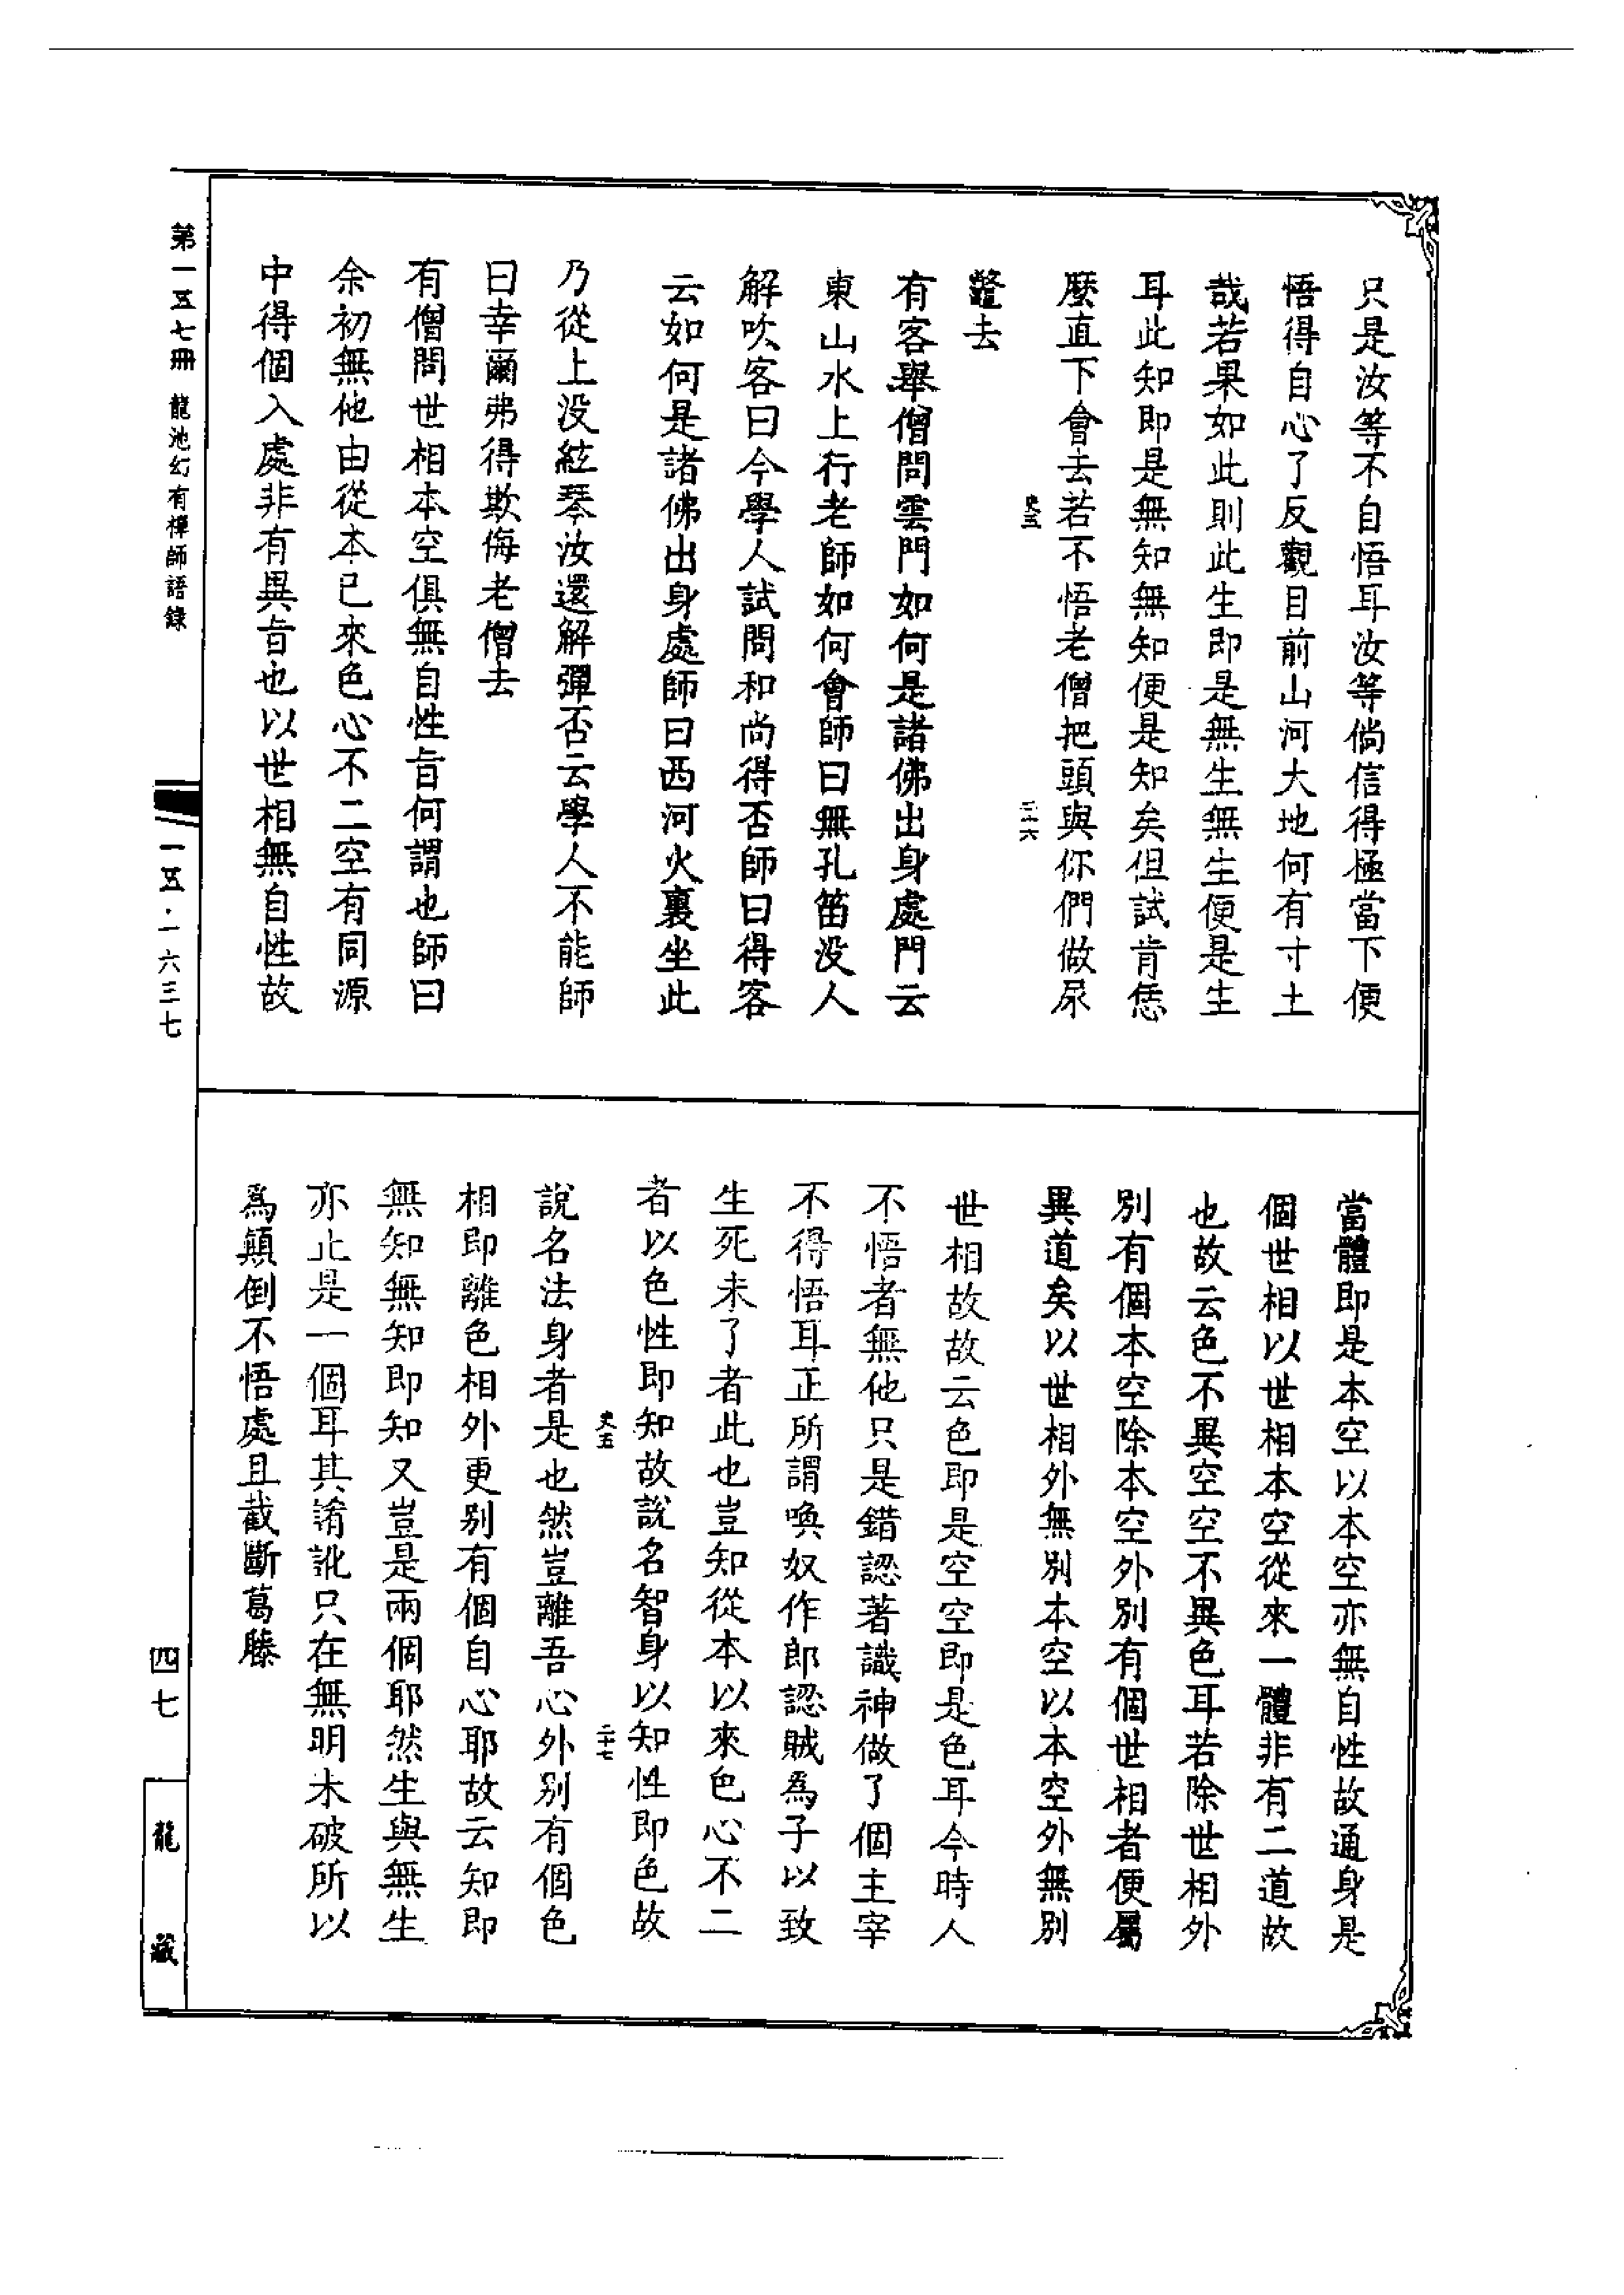 只是汝等不自悟耳汝等倘信得極當下便
悟得自心了反觀目前山河大地何有寸土
哉若果如此則此生即是無生無生便是生
耳此知即是無知無知便是知矣但試肯恁
麼直下會去若不悟老僧把頭與你們做尿
史五
三十六
鼈去
有客舉僧問雲門如何是諸佛出身處門云
東山水上行老師如何會師曰無孔笛没人
解吹客曰今學人試問和尚得否師曰得客
云如何是諸佛出身處師曰西河火裏坐此
乃從上没絃琴汝還解彈否云學人不能師
曰幸爾弗得欺侮老僧去
有僧問世相本空俱無自性旨何謂也師曰
余初無他由從本已來色心不二空有同源
中得個入處非有異旨也以世相無自性故
當體即是本空以本空亦無自性故通身是
個世相以世相本空從來一體非有二道故
也故云色不異空空不異色耳若除世相外
別有個本空除本空外別有個世相者便屬
異道矣以世相外無別本空以本空外無別
世相故故云色即是空空即是色耳今時人
不悟者無他只是錯認著識神做了個主宰
不得悟耳正所謂喚奴作郎認賊爲子以致
生死未了者此也豈知從本以來色心不二
者以色性即知故說名智身以知性即色故
史五
三十七
說名法身者是也然豈離吾心外別有個色
相即離色相外更別有個自心耶故云知即
無知無知即知又豈是兩個耶然生與無生
亦止是一個耳其誵訛只在無明未破所以
爲顛倒不悟處且截斷葛藤
第一五七冊 龍池幻有禪師語錄
一五·一六三七
四七
龍藏